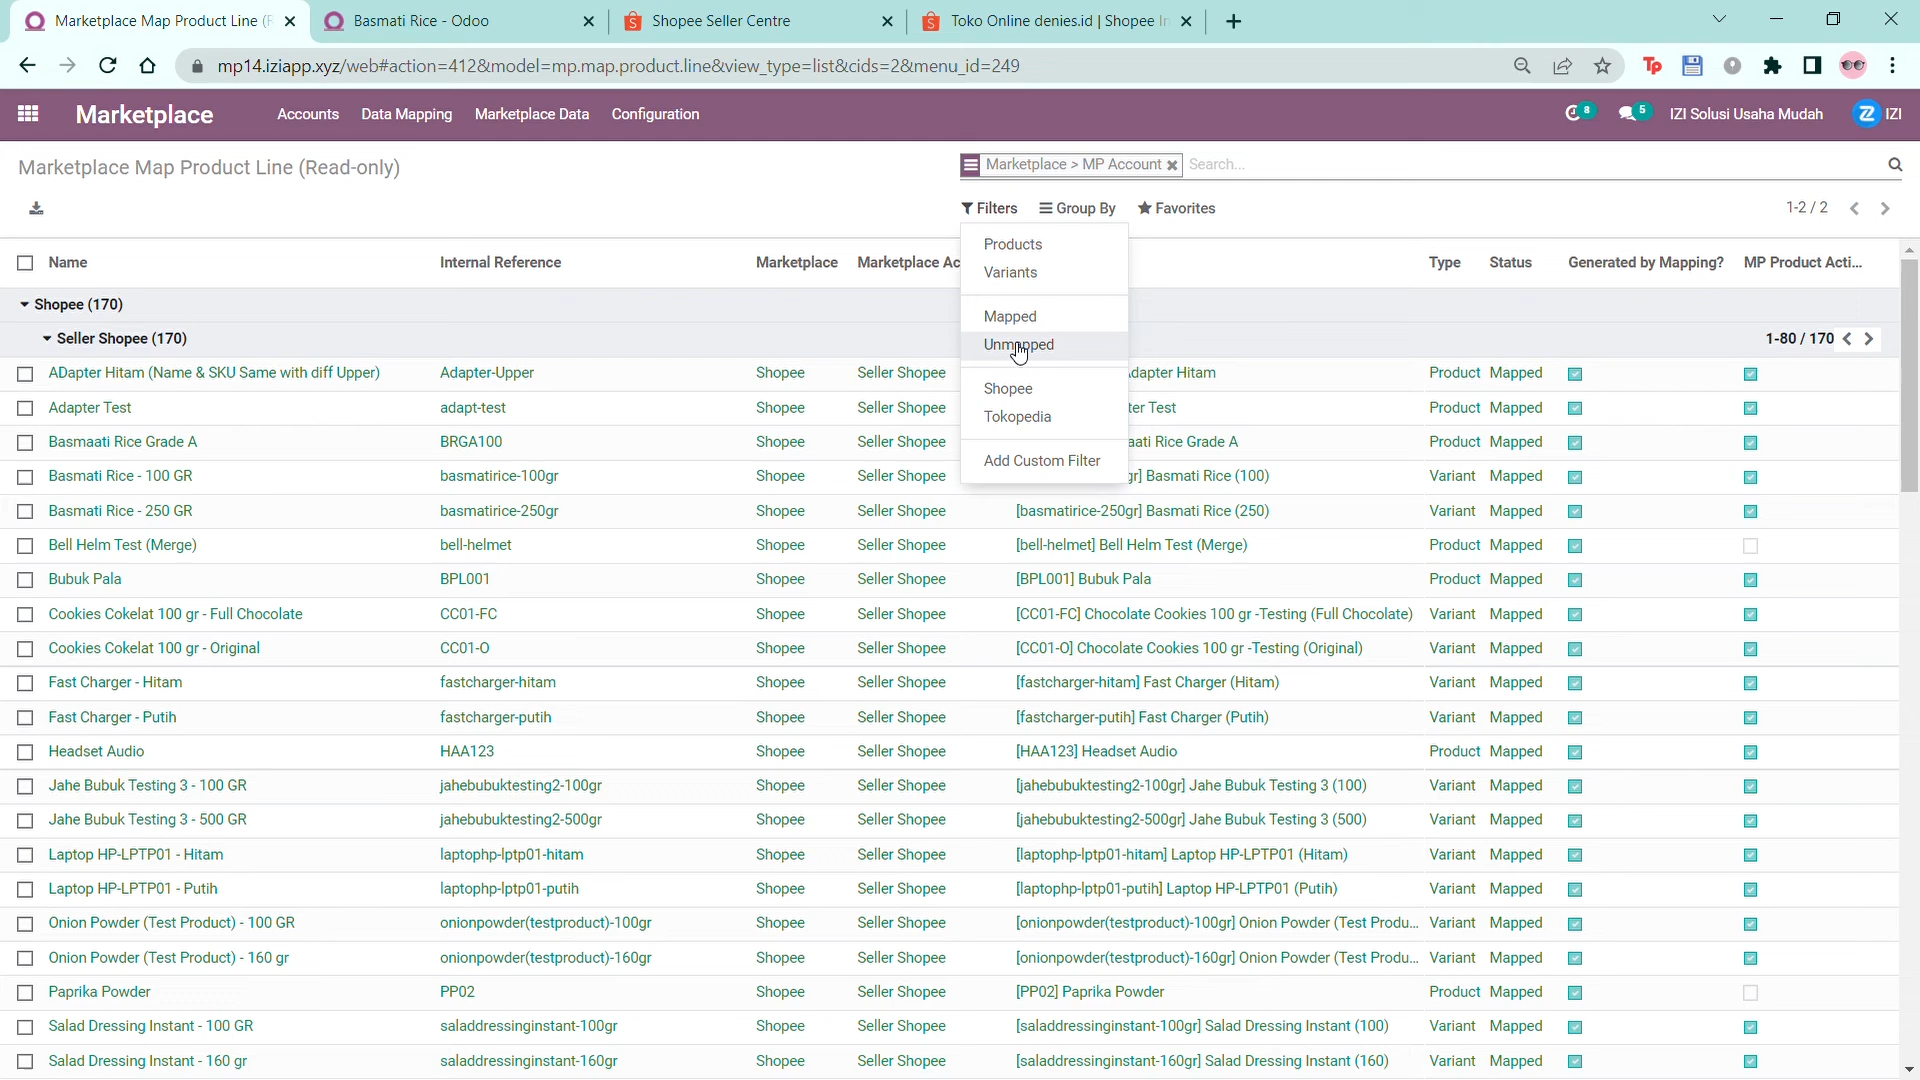 Marketplace Map Product Line (R
Basmati Rice - Odoo
Shopee Seller Centre
Toko Online denies.id | Shopee In
mp14.iziapp.xyz/web#action=412&model=mp.map.product.line&view_type=list&cids=2&menu_id=249
Marketplace
Accounts
Data Mapping
Marketplace Data
Configuration
8
5
IZI Solusi Usaha Mudah
IZI
Marketplace Map Product Line (Read-only)
Marketplace > MP Account
Search...
Filters
Group By
Favorites
1-2 / 2
Products
Variants
Mapped
Unmapped
Shopee
Tokopedia
Add Custom Filter
Name Internal Reference Marketplace Marketplace Ac Type Status Generated by Mapping? MP Product Acti...
Shopee (170)
Seller Shopee (170) 1-80 / 170
ADapter Hitam (Name & SKU Same with diff Upper) Adapter-Upper Shopee Seller Shopee dapter Hitam Product Mapped
Adapter Test adapt-test Shopee Seller Shopee ter Test Product Mapped
Basmaati Rice Grade A BRGA100 Shopee Seller Shopee aati Rice Grade A Product Mapped
Basmati Rice - 100 GR basmatirice-100gr Shopee Seller Shopee gr] Basmati Rice (100) Variant Mapped
Basmati Rice - 250 GR basmatirice-250gr Shopee Seller Shopee [basmatirice-250gr] Basmati Rice (250) Variant Mapped
Bell Helm Test (Merge) bell-helmet Shopee Seller Shopee [bell-helmet] Bell Helm Test (Merge) Product Mapped
Bubuk Pala BPL001 Shopee Seller Shopee [BPL001] Bubuk Pala Product Mapped
Cookies Cokelat 100 gr - Full Chocolate CC01-FC Shopee Seller Shopee [CC01-FC] Chocolate Cookies 100 gr -Testing (Full Chocolate) Variant Mapped
Cookies Cokelat 100 gr - Original CC01-O Shopee Seller Shopee [CC01-O] Chocolate Cookies 100 gr -Testing (Original) Variant Mapped
Fast Charger - Hitam fastcharger-hitam Shopee Seller Shopee [fastcharger-hitam] Fast Charger (Hitam) Variant Mapped
Fast Charger - Putih fastcharger-putih Shopee Seller Shopee [fastcharger-putih] Fast Charger (Putih) Variant Mapped
Headset Audio HAA123 Shopee Seller Shopee [HAA123] Headset Audio Product Mapped
Jahe Bubuk Testing 3 - 100 GR jahebubuktesting2-100gr Shopee Seller Shopee [jahebubuktesting2-100gr] Jahe Bubuk Testing 3 (100) Variant Mapped
Jahe Bubuk Testing 3 - 500 GR jahebubuktesting2-500gr Shopee Seller Shopee [jahebubuktesting2-500gr] Jahe Bubuk Testing 3 (500) Variant Mapped
Laptop HP-LPTP01 - Hitam laptophp-lptp01-hitam Shopee Seller Shopee [laptophp-lptp01-hitam] Laptop HP-LPTP01 (Hitam) Variant Mapped
Laptop HP-LPTP01 - Putih laptophp-lptp01-putih Shopee Seller Shopee [laptophp-lptp01-putih] Laptop HP-LPTP01 (Putih) Variant Mapped
Onion Powder (Test Product) - 100 GR onionpowder(testproduct)-100gr Shopee Seller Shopee [onionpowder(testproduct)-100gr] Onion Powder (Test Produ... Variant Mapped
Onion Powder (Test Product) - 160 gr onionpowder(testproduct)-160gr Shopee Seller Shopee [onionpowder(testproduct)-160gr] Onion Powder (Test Produ... Variant Mapped
Paprika Powder PP02 Shopee Seller Shopee [PP02] Paprika Powder Product Mapped
Salad Dressing Instant - 100 GR saladdressinginstant-100gr Shopee Seller Shopee [saladdressinginstant-100gr] Salad Dressing Instant (100) Variant Mapped
Salad Dressing Instant - 160 gr saladdressinginstant-160gr Shopee Seller Shopee [saladdressinginstant-160gr] Salad Dressing Instant (160) Variant Mapped